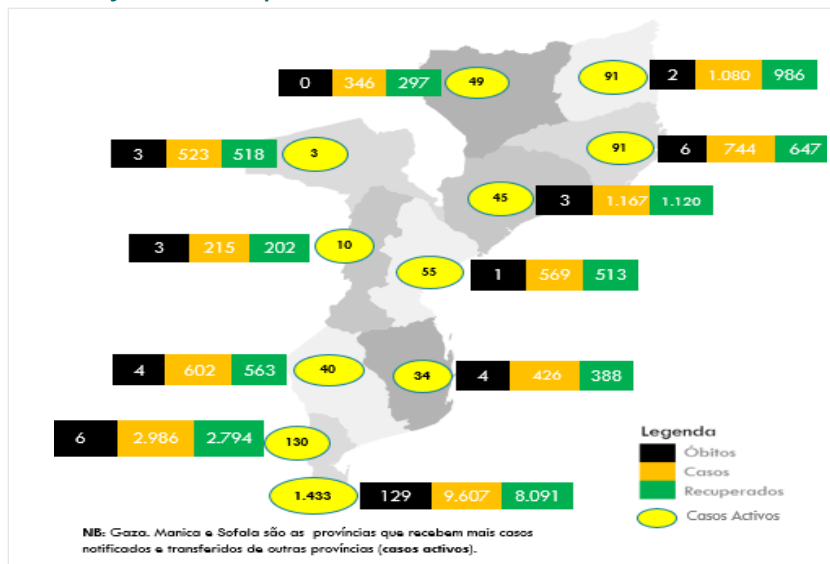 0 346 297 49
91 2 1.080 986
3 523 518 3
91 6 744 647
45 3 1.167 1.120
3 215 202 10
55 1 569 513
4 602 563 40
34 4 426 388
6 2.986 2.794 130
1.433 129 9.607 8.091
Legenda
Óbitos
Casos
Recuperados
Casos Activos
NB: Gaza. Manica e Sofala são as províncias que recebem mais casos
notificados e transferidos de outras províncias (casos activos).